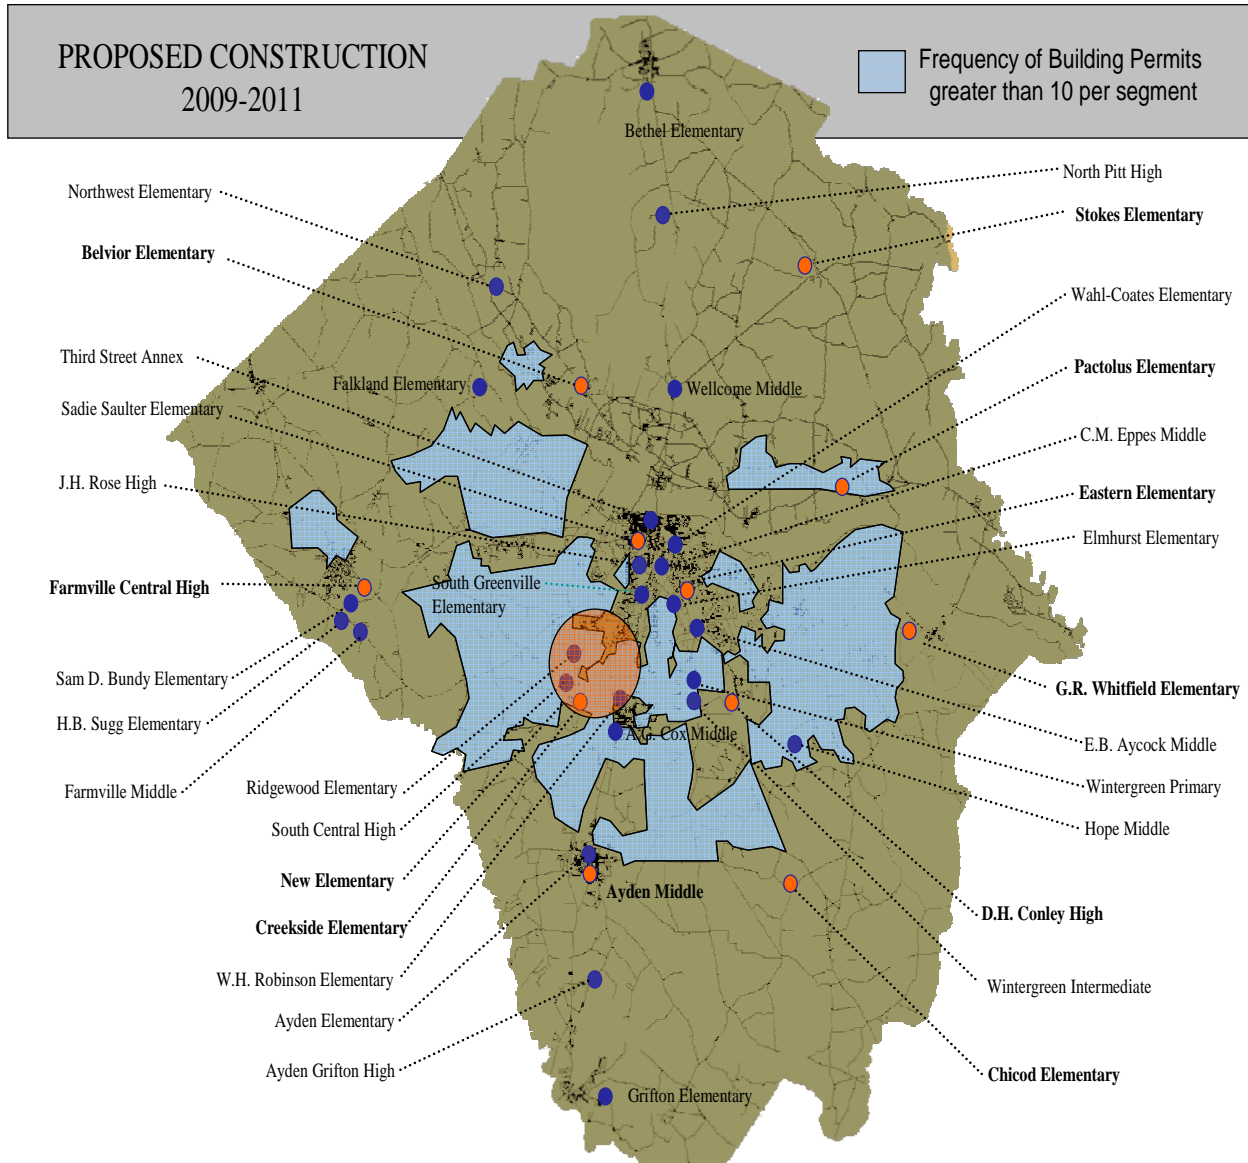 PROPOSED CONSTRUCTION
2009-2011
Frequency of Building Permits
greater than 10 per segment
Bethel Elementary
North Pitt High
Northwest Elementary
Stokes Elementary
Belvior Elementary
Wahl-Coates Elementary
Third Street Annex
Pactolus Elementary
Falkland Elementary
Wellcome Middle
Sadie Saulter Elementary
C.M. Eppes Middle
J.H. Rose High
Eastern Elementary
Elmhurst Elementary
South Greenville
Elementary
Farmville Central High
Sam D. Bundy Elementary
G.R. Whitfield Elementary
H.B. Sugg Elementary
A.G. Cox Middle
E.B. Aycock Middle
Farmville Middle
Ridgewood Elementary
Wintergreen Primary
South Central High
Hope Middle
New Elementary
Ayden Middle
Creekside Elementary
D.H. Conley High
W.H. Robinson Elementary
Wintergreen Intermediate
Ayden Elementary
Ayden Grifton High
Chicod Elementary
Grifton Elementary